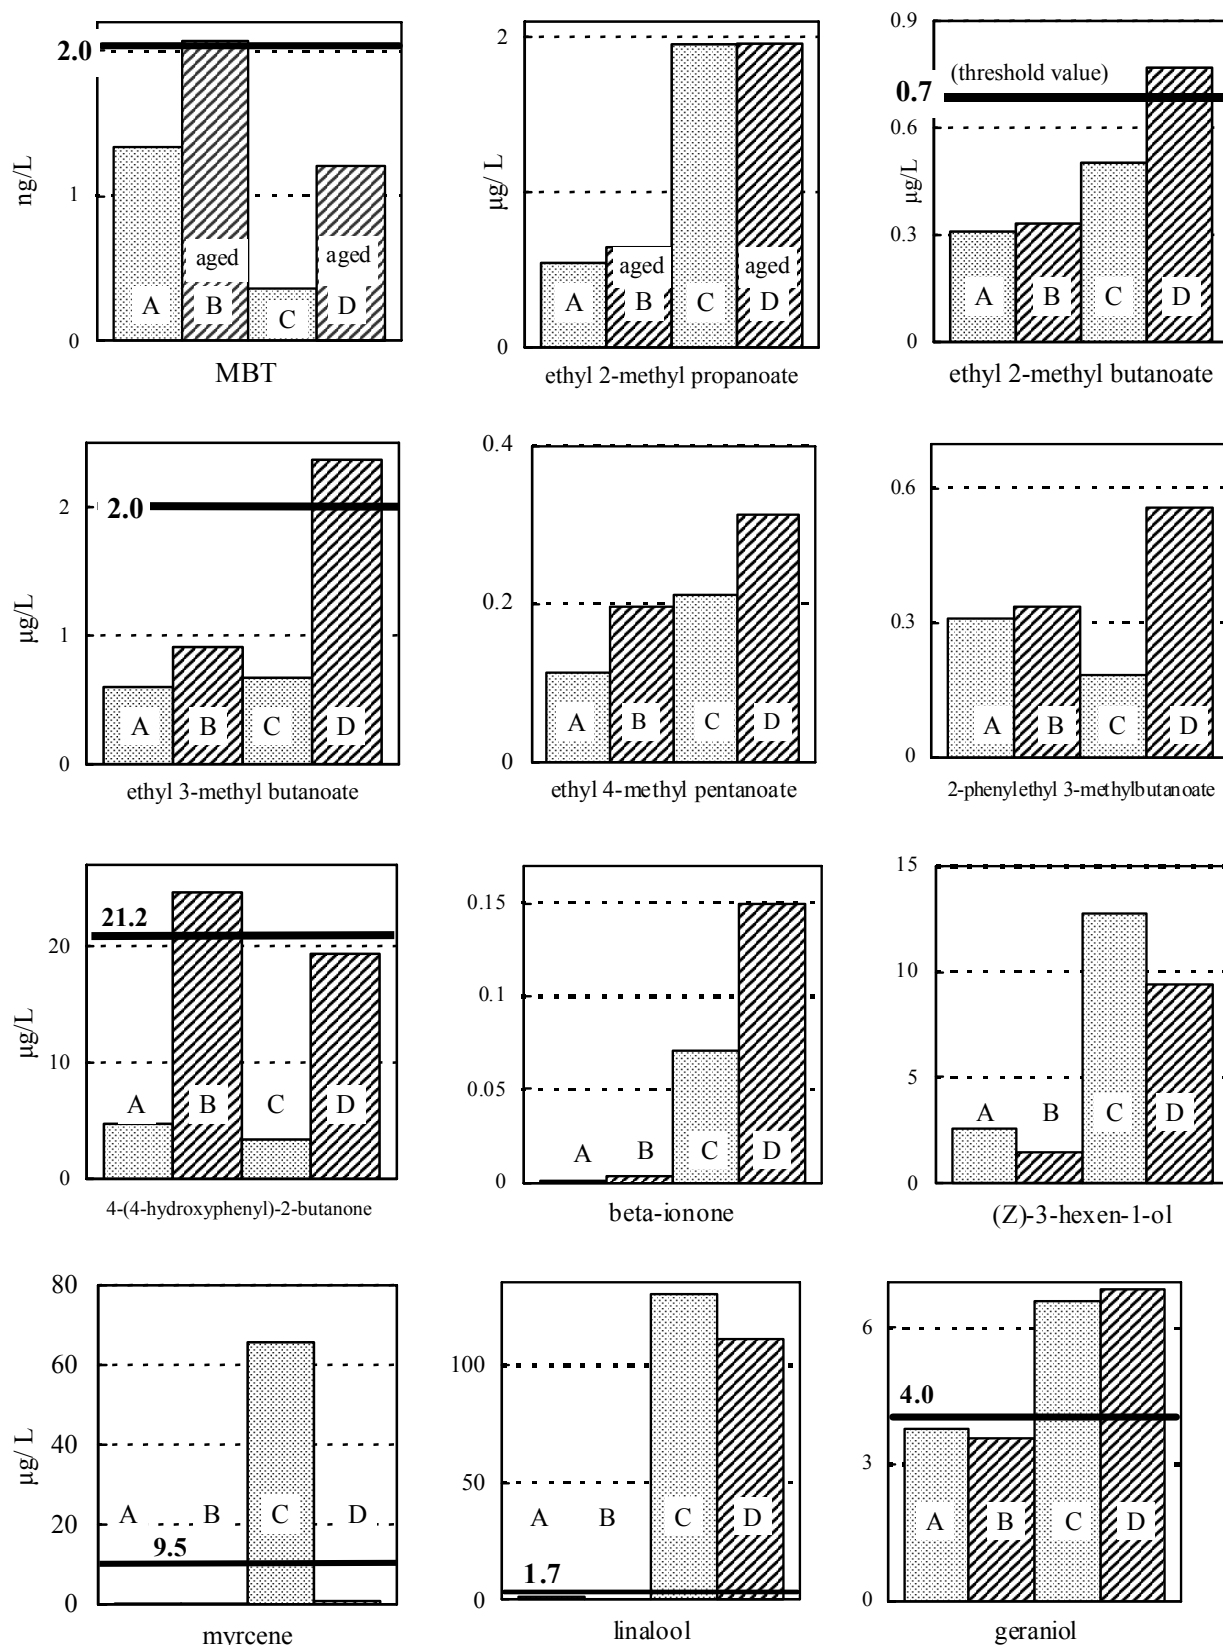 2.0
1
0
ng/L
aged
aged
A
B
C
D
MBT
2
1
0
µg/ L
aged
aged
A
B
C
D
ethyl 2-methyl propanoate
0.9
(threshold value)
0.7
0.6
0.3
0
µg/L
A
B
C
D
ethyl 2-methyl butanoate
2
2.0
1
0
µg/L
A
B
C
D
ethyl 3-methyl butanoate
0.4
0.2
0
A
B
C
D
ethyl 4-methyl pentanoate
0.6
0.3
0
A
B
C
D
2-phenylethyl 3-methylbutanoate
21.2
20
10
0
µg/L
A
B
C
D
4-(4-hydroxyphenyl)-2-butanone
0.15
0.1
0.05
0
A
B
C
D
beta-ionone
15
10
5
0
A
B
C
D
(Z)-3-hexen-1-ol
80
60
40
20
0
µg/ L
A
B
C
D
9.5
myrcene
100
50
0
A
B
C
D
1.7
linalool
6
4.0
3
0
A
B
C
D
geraniol